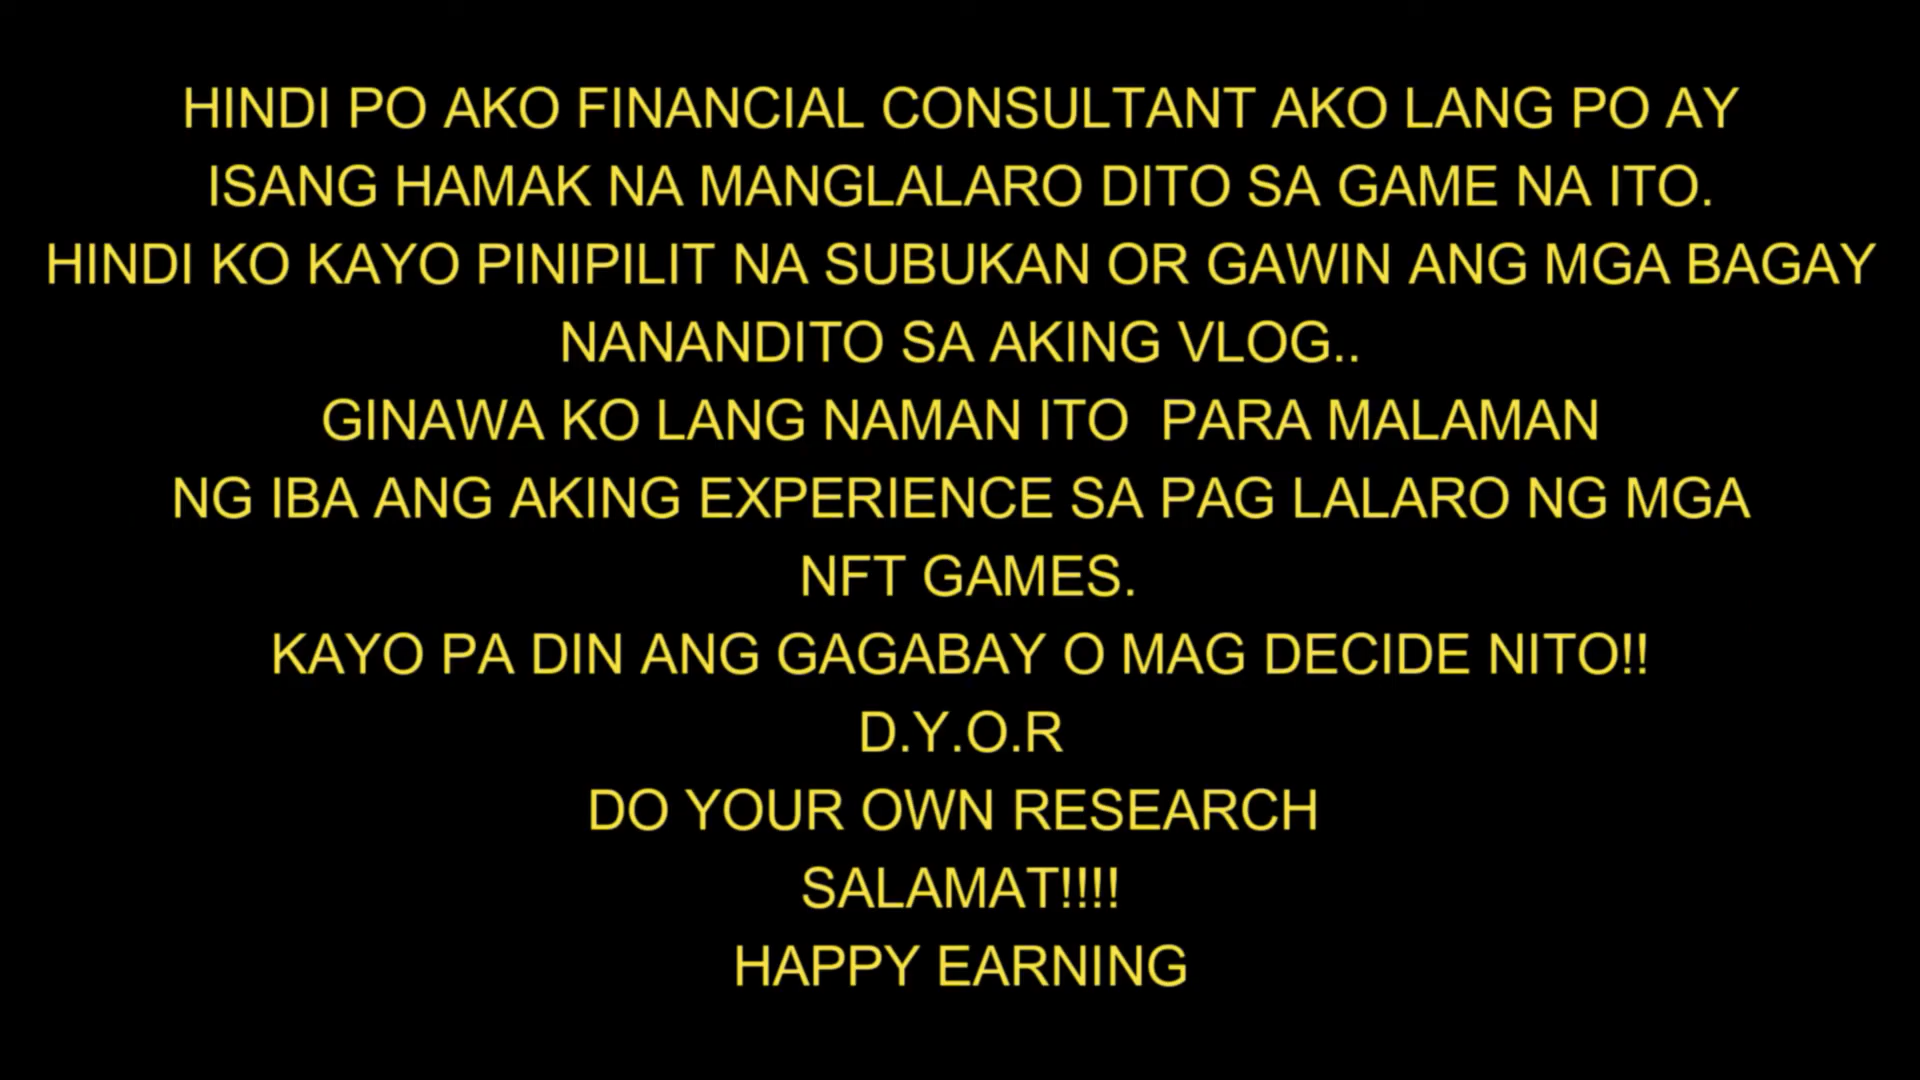 HINDI PO AKO FINANCIAL CONSULTANT AKO LANG PO AY
ISANG HAMAK NA MANGLALARO DITO SA GAME NA ITO.
HINDI KO KAYO PINIPILIT NA SUBUKAN OR GAWIN ANG MGA BAGAY
NANANDITO SA AKING VLOG..
GINAWA KO LANG NAMAN ITO  PARA MALAMAN
NG IBA ANG AKING EXPERIENCE SA PAG LALARO NG MGA
NFT GAMES.
KAYO PA DIN ANG GAGABAY O MAG DECIDE NITO!!
D.Y.O.R
DO YOUR OWN RESEARCH
SALAMAT!!!!
HAPPY EARNING